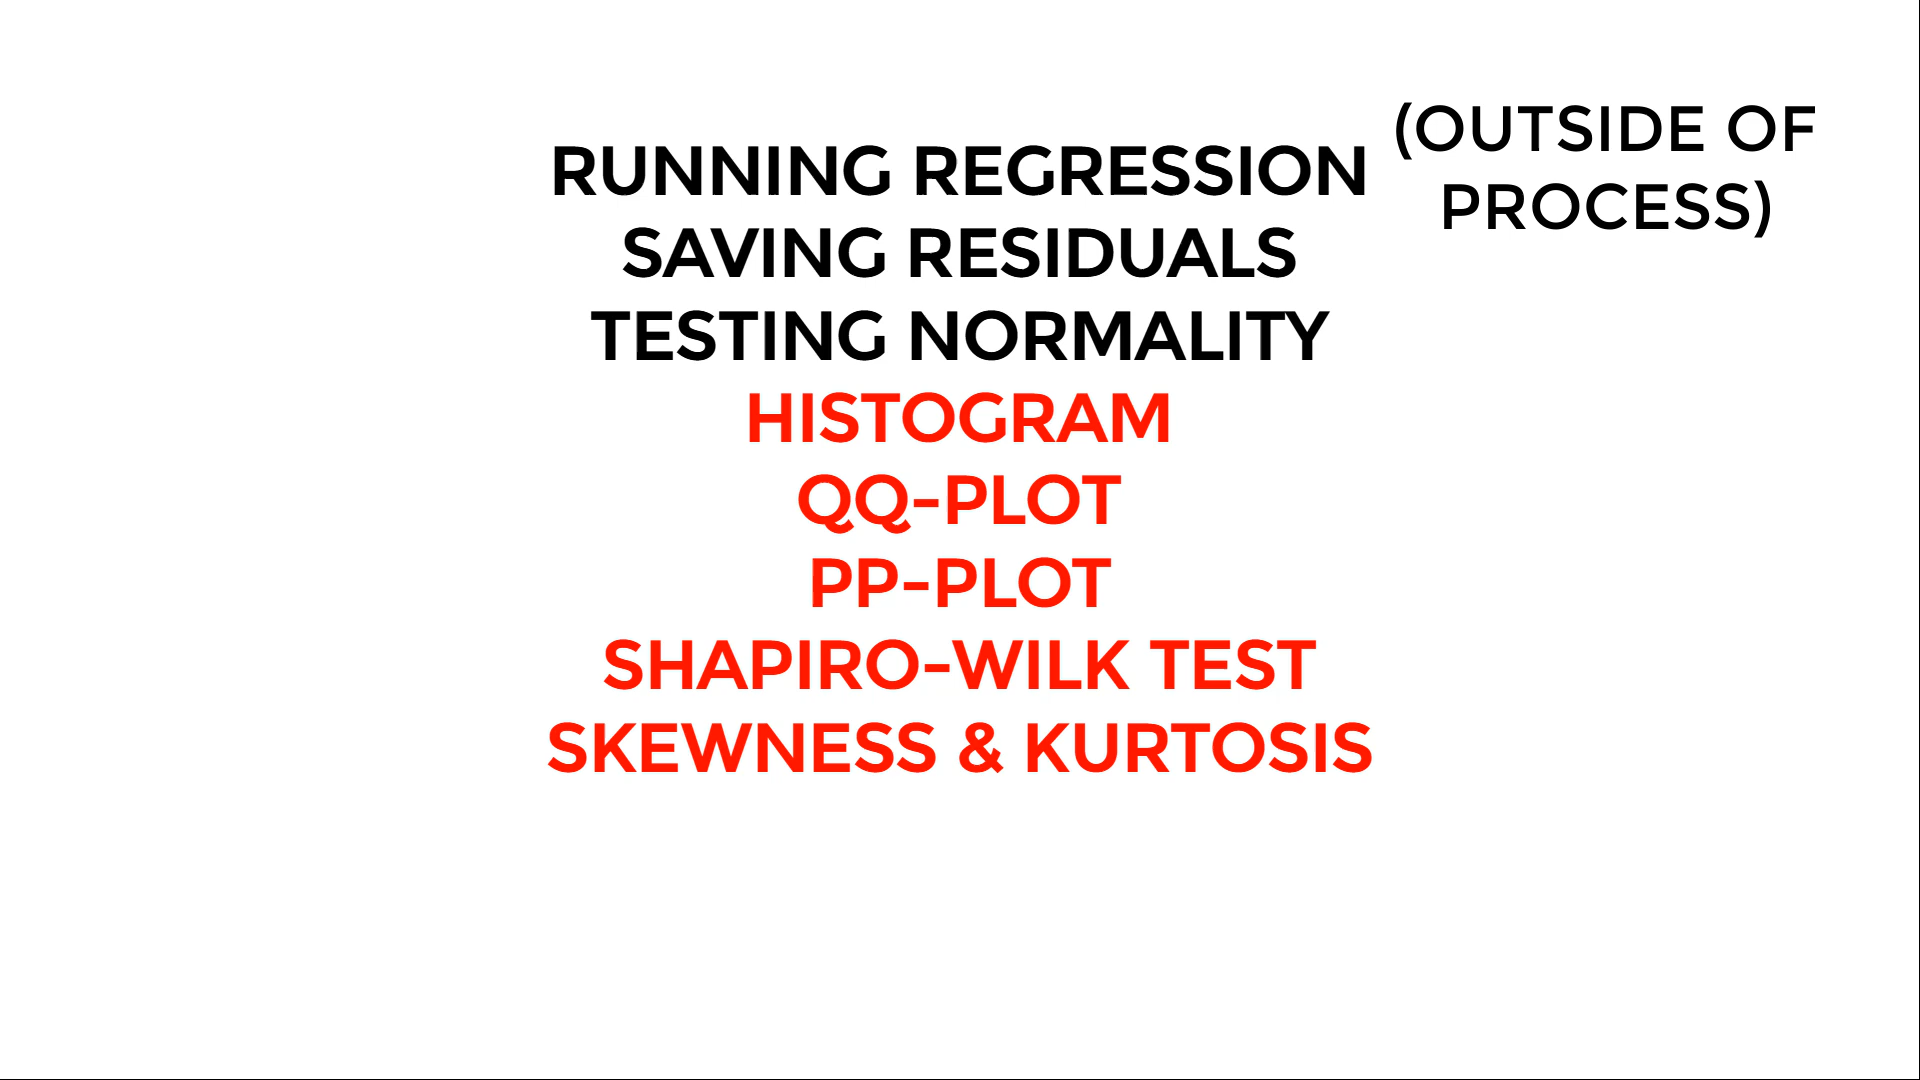 RUNNING REGRESSION
(OUTSIDE OF
PROCESS)
SAVING RESIDUALS
TESTING NORMALITY
HISTOGRAM
QQ-PLOT
PP-PLOT
SHAPIRO-WILK TEST
SKEWNESS & KURTOSIS